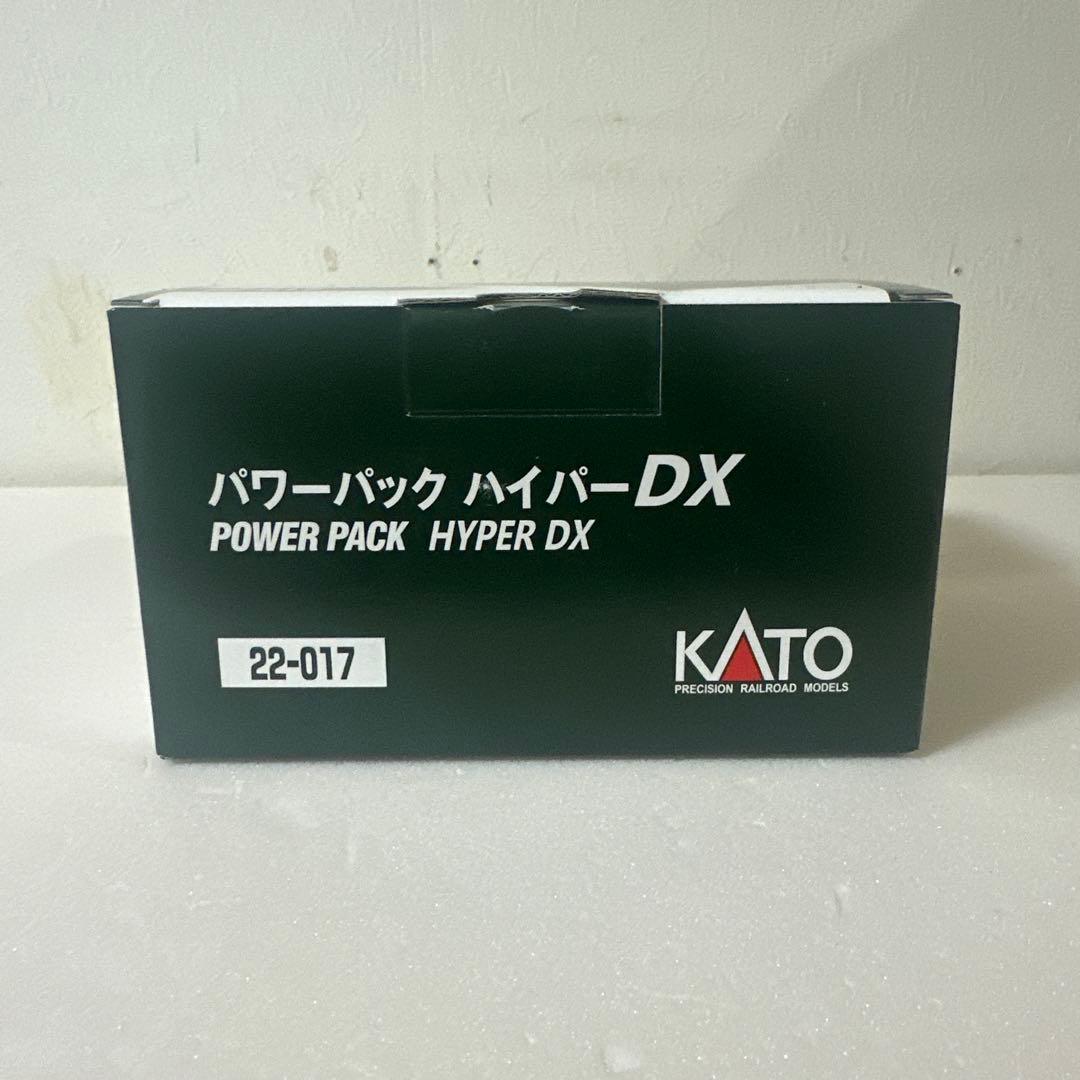 パワーパック ハイパーDX
POWER PACK HYPER DX
22-017
KATO
PRECISION RAILROAD MODELS